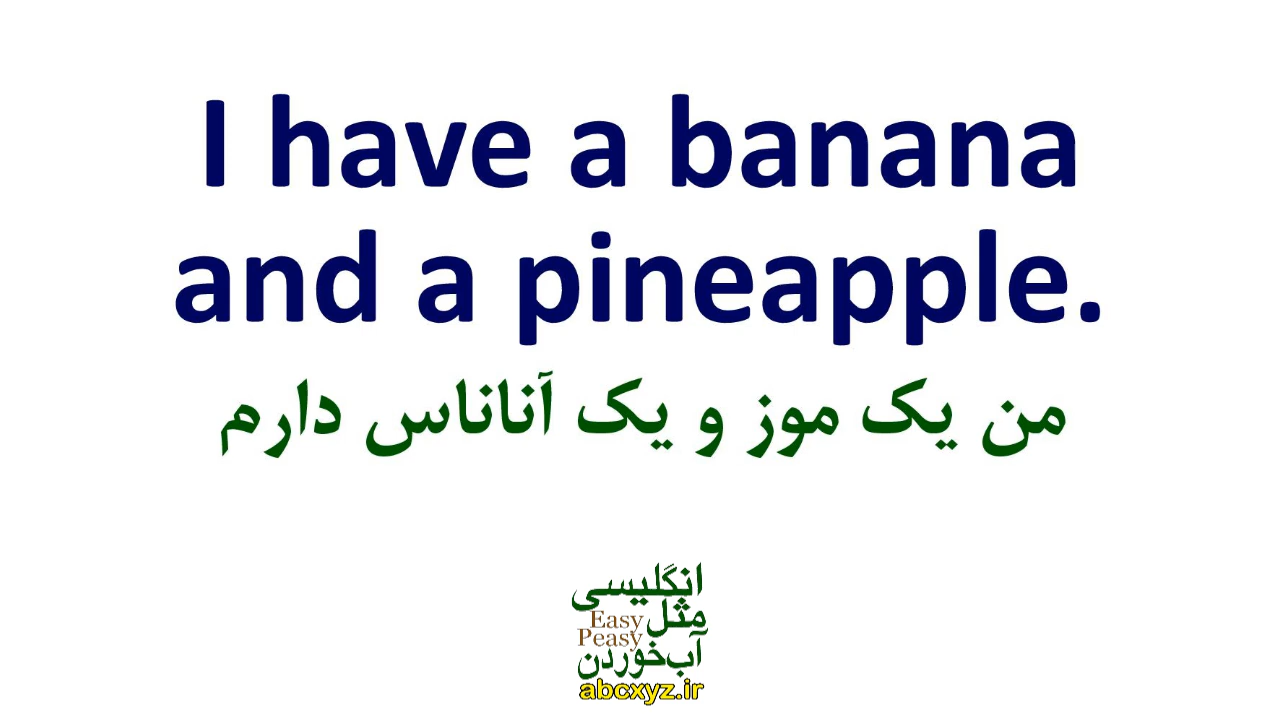 I have a banana
and a pineapple.
من یک موز و یک آناناس دارم
انگلیسی
مثل
Easy
Peasy
آب‌خوردن
abcxyz.ir